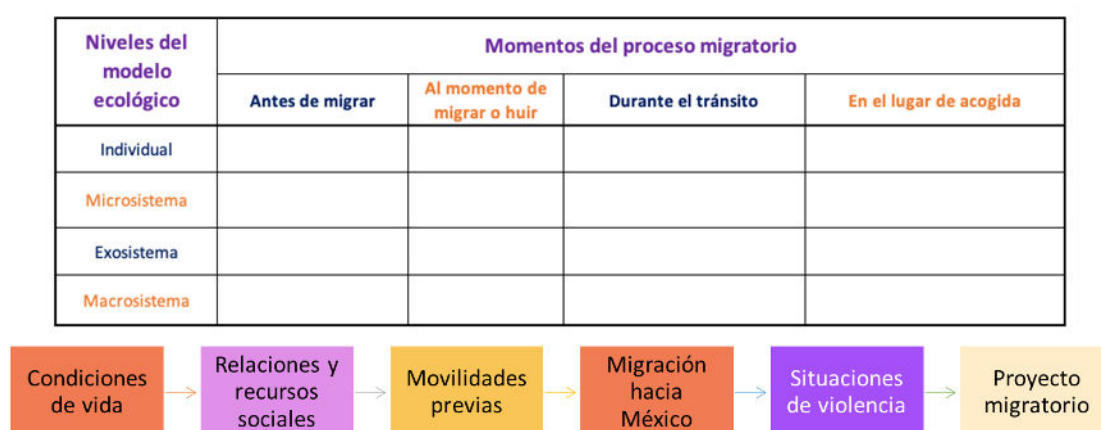 Niveles del
modelo
ecológico
Momentos del proceso migratorio
Antes de migrar
Al momento de
migrar o huir
Durante el tránsito
En el lugar de acogida
Individual
Microsistema
Exosistema
Macrosistema
Condiciones
de vida
Relaciones y
recursos
sociales
Movilidades
previas
Migración
hacia
México
Situaciones
de violencia
Proyecto
migratorio